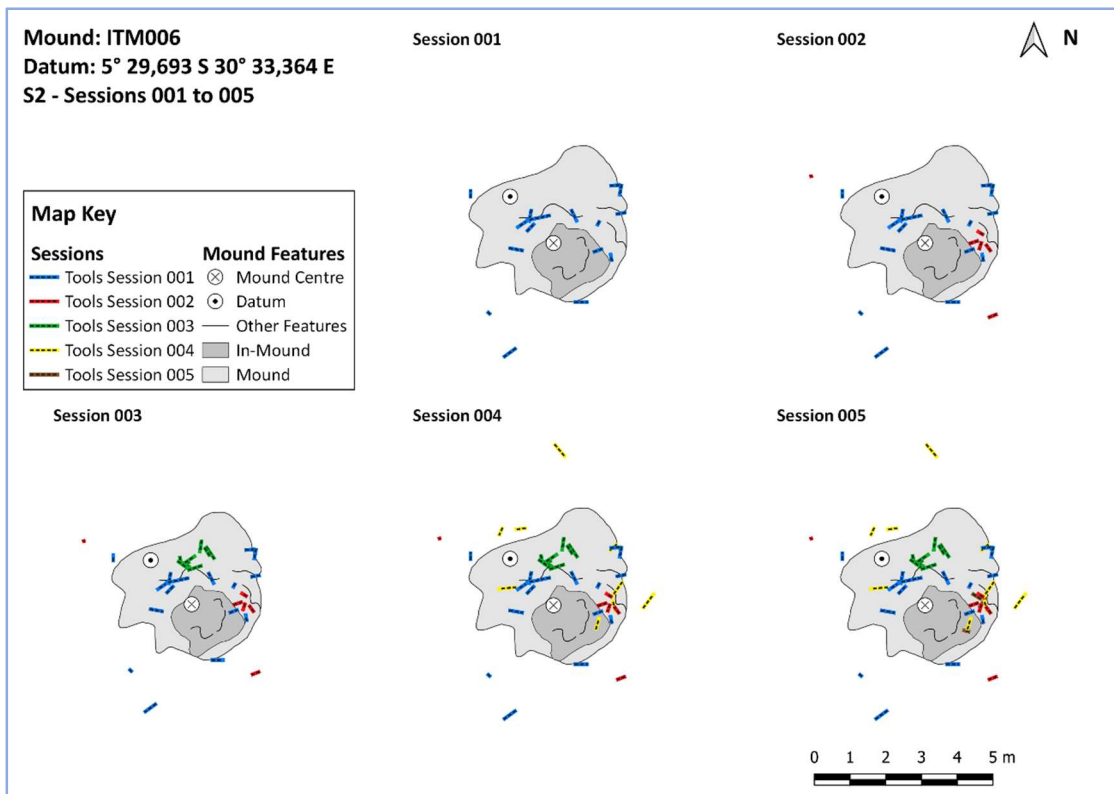 Mound: ITM006
Datum: 5° 29,693 S 30° 33,364 E
S2 - Sessions 001 to 005
Session 001
Session 002
N
Map Key
Sessions
Tools Session 001
Tools Session 002
Tools Session 003
Tools Session 004
Tools Session 005
Mound Features
Mound Centre
Datum
Other Features
In-Mound
Mound
Session 003
Session 004
Session 005
0 1 2 3 4 5 m